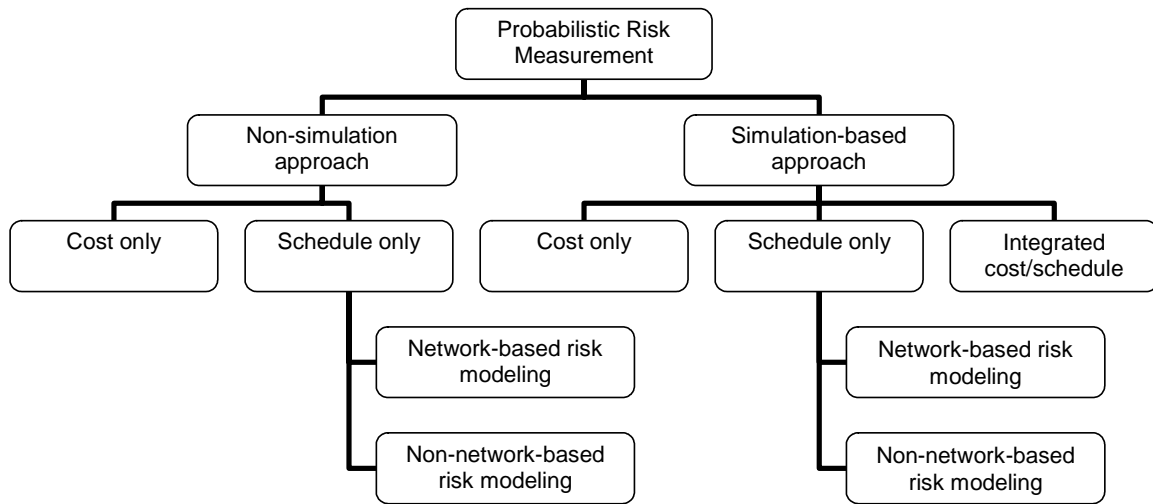 Probabilistic Risk
Measurement
Non-simulation
approach
Simulation-based
approach
Cost only
Schedule only
Cost only
Schedule only
Integrated
cost/schedule
Network-based risk
modeling
Network-based risk
modeling
Non-network-based
risk modeling
Non-network-based
risk modeling